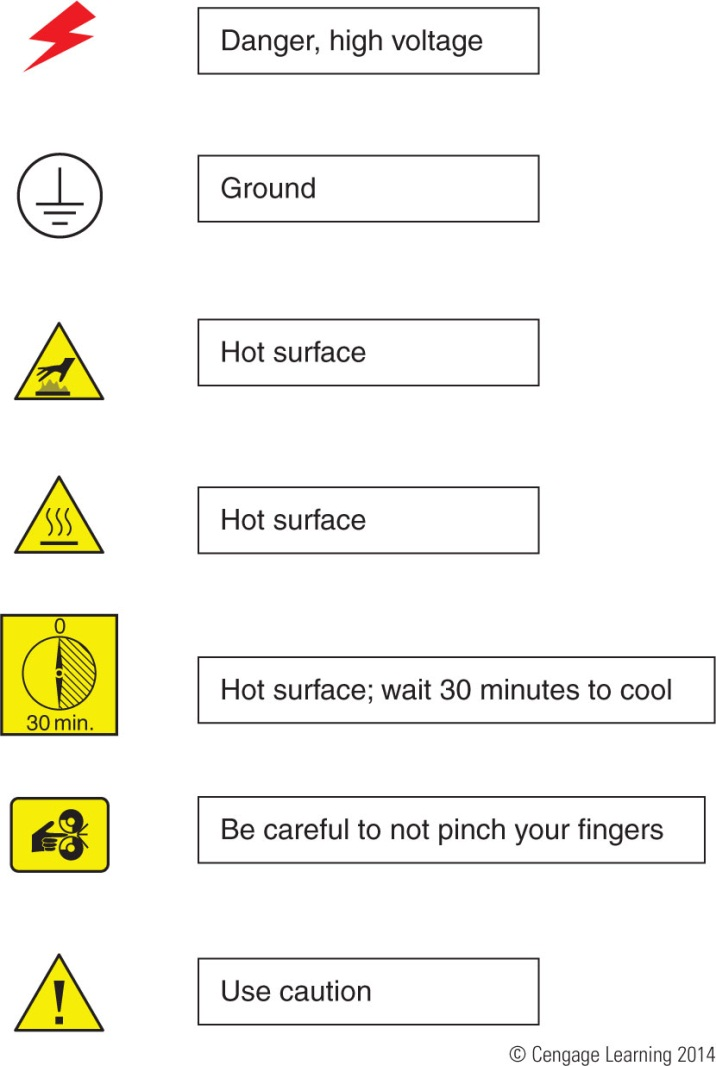 Danger, high voltage
Ground
Hot surface
Hot surface
0
30 min.
Hot surface; wait 30 minutes to cool
Be careful to not pinch your fingers
!
Use caution
© Cengage Learning 2014